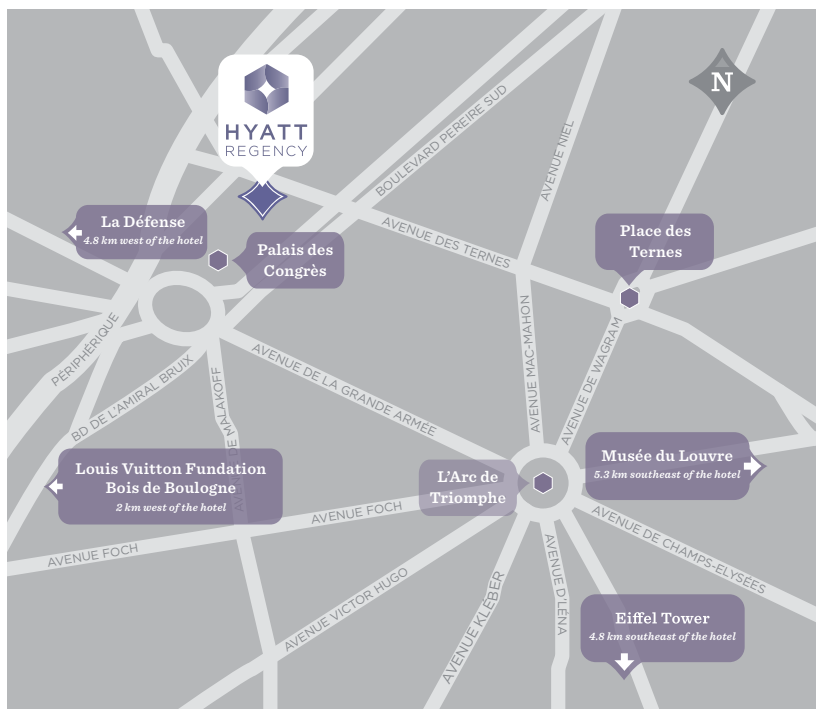 N
HYATT
REGENCY
BOULEVARD PEREIRE SUD
AVENUE NIEL
La Défense
4.8 km west of the hotel
Palais des
Congrès
AVENUE DES TERNES
Place des
Ternes
PÉRIPHÉRIQUE
BD DE L'AMIRAL BRUIX
AVENUE DE MALAKOFF
AVENUE DE LA GRANDE ARMÉE
AVENUE MAC-MAHON
AVENUE DE WAGRAM
Louis Vuitton Fundation
Bois de Boulogne
2 km west of the hotel
L'Arc de
Triomphe
Musée du Louvre
5.3 km southeast of the hotel
AVENUE FOCH
AVENUE FOCH
AVENUE VICTOR HUGO
AVENUE KLÉBER
AVENUE D'LÉNA
AVENUE DE CHAMPS-ELYSÉES
Eiffel Tower
4.8 km southeast of the hotel